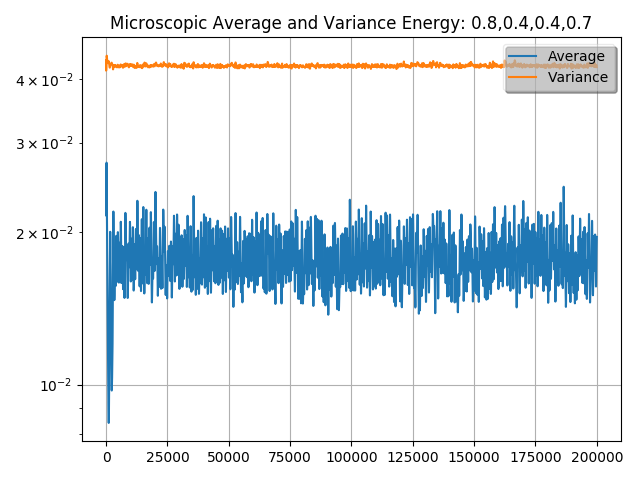 Microscopic Average and Variance Energy: 0.8,0.4,0.4,0.7
4 × 10⁻²
3 × 10⁻²
2 × 10⁻²
10⁻²
Average
Variance
0 25000 50000 75000 100000 125000 150000 175000 200000